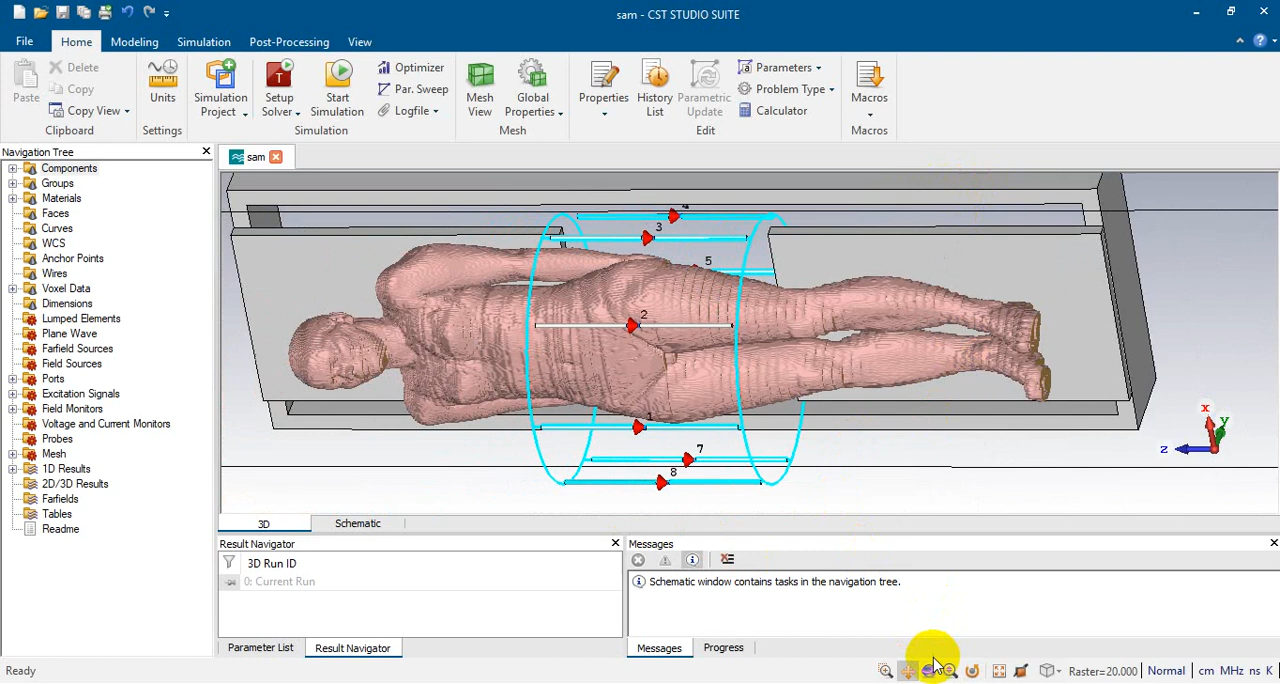 sam - CST STUDIO SUITE
File Home Modeling Simulation Post-Processing View
Paste Delete Copy Copy View Clipboard
Units Settings
Simulation Project Setup Solver Start Simulation Optimizer Par. Sweep Logfile Simulation
Mesh View Global Properties Mesh
Properties History List Parametric Update Parameters Problem Type Calculator Edit
Macros Macros
Navigation Tree
Components
Groups
Materials
Faces
Curves
WCS
Anchor Points
Wires
Voxel Data
Dimensions
Lumped Elements
Plane Wave
Farfield Sources
Field Sources
Ports
Excitation Signals
Field Monitors
Voltage and Current Monitors
Probes
Mesh
1D Results
2D/3D Results
Farfields
Tables
Readme
sam
3
5
2
1
7
8
x
y
z
3D Schematic
Result Navigator
3D Run ID
0: Current Run
Parameter List Result Navigator
Messages
Schematic window contains tasks in the navigation tree.
Messages Progress
Ready
Raster=20.000 Normal cm MHz ns K